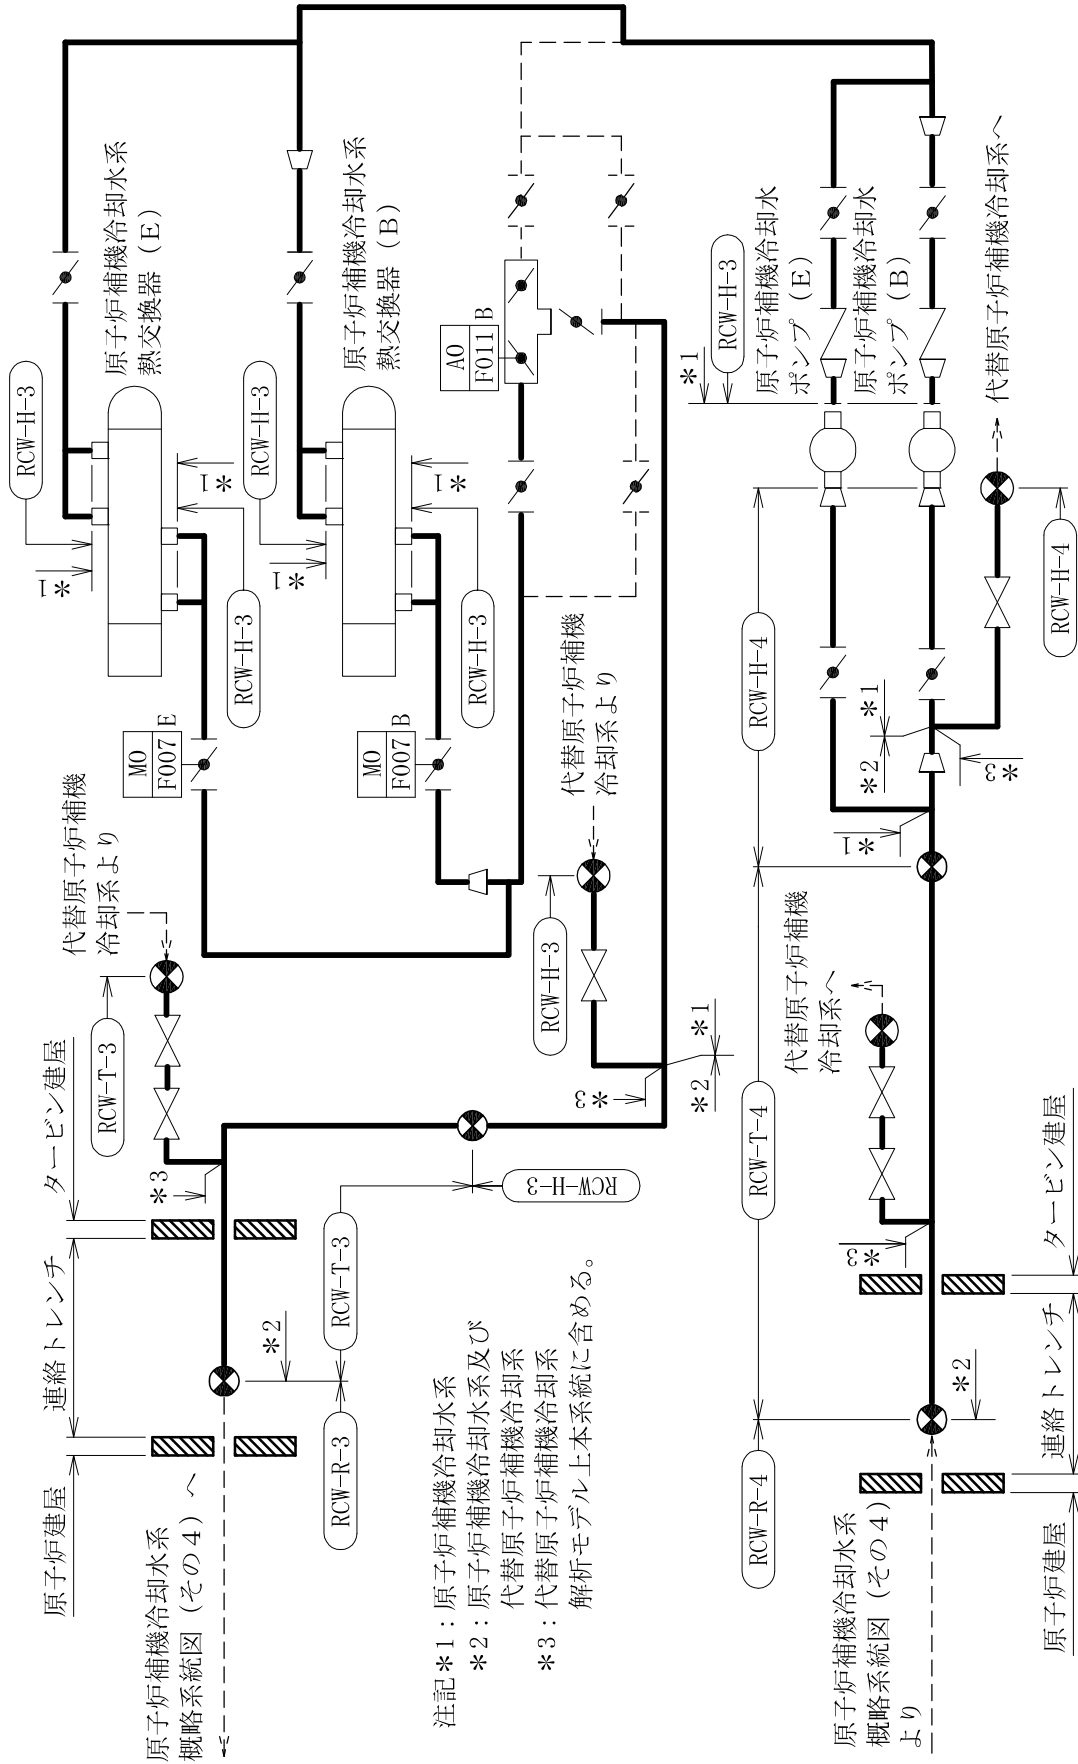 原子炉補機冷却水系
概略系統図（その４）へ
原子炉建屋
連絡トレンチ
タービン建屋
RCW-R-3
RCW-T-3
*2
*3
RCW-T-3
代替原子炉補機
冷却系より
RCW-H-3
MO
F007
E
RCW-H-3
*1
RCW-H-3
*1
原子炉補機冷却水系
熱交換器（E）
MO
F007
B
RCW-H-3
*1
RCW-H-3
*1
原子炉補機冷却水系
熱交換器（B）
AO
F011
B
代替原子炉補機
冷却系より
RCW-H-3
*3
*2
*1
注記*1：原子炉補機冷却水系
*2：原子炉補機冷却水系及び
代替原子炉補機冷却系
*3：代替原子炉補機冷却系
解析モデル上本系統に含める。
RCW-R-4
RCW-T-4
RCW-H-4
*1
RCW-H-3
原子炉補機冷却水
ポンプ（E）
原子炉補機冷却水
ポンプ（B）
代替原子炉補機
冷却系へ
*1
*2
*1
*3
RCW-H-4
代替原子炉補機冷却系へ
原子炉補機冷却水系
概略系統図（その４）
より
*3
*2
原子炉建屋
連絡トレンチ
タービン建屋